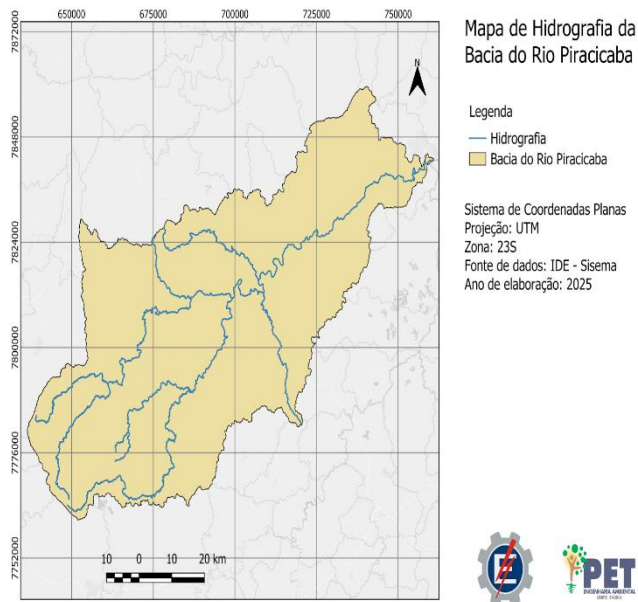 Mapa de Hidrografia da
Bacia do Rio Piracicaba
Legenda
Hidrografia
Bacia do Rio Piracicaba
Sistema de Coordenadas Planas
Projeção: UTM
Zona: 23S
Fonte de dados: IDE - Sisema
Ano de elaboração: 2025
650000 675000 700000 725000 750000
7872000
7848000
7824000
7800000
7776000
7752000
N
10 0 10 20 km
E
PET
ENGENHARIA AMBIENTAL